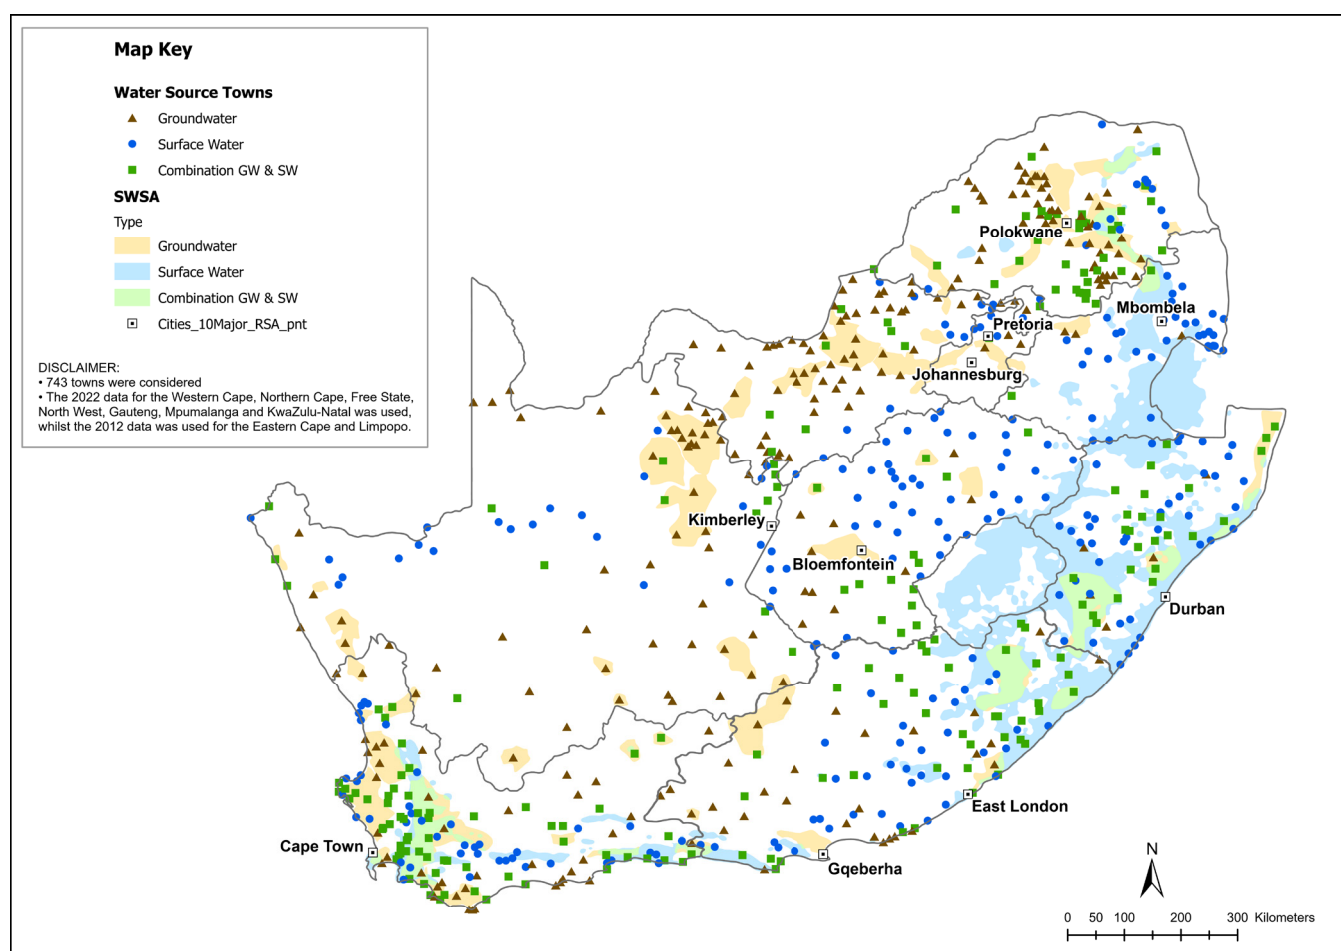 Map Key
Water Source Towns
Groundwater
Surface Water
Combination GW & SW
SWSA
Type
Groundwater
Surface Water
Combination GW & SW
Cities_10Major_RSA_pnt
DISCLAIMER:
• 743 towns were considered
• The 2022 data for the Western Cape, Northern Cape, Free State,
North West, Gauteng, Mpumalanga and KwaZulu-Natal was used,
whilst the 2012 data was used for the Eastern Cape and Limpopo.
Polokwane
Mbombela
Pretoria
Johannesburg
Kimberley
Bloemfontein
Durban
East London
Cape Town
Gqeberha
N
0 50 100 200 300 Kilometers